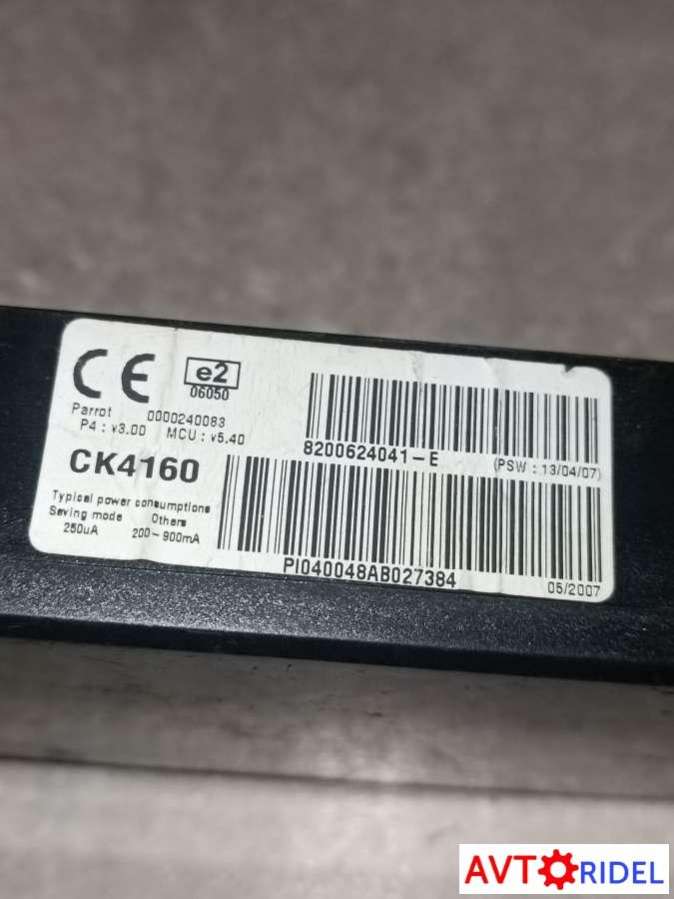 CE e2
06050
Parrot 0000240083
P4 : v3.00 MCU : v5.40
8200624041-E (PSW : 13/04/07)
CK4160
Typical power consumptions
Saving mode Others
250uA 200~900mA
PI040048AB027384 05/2007
AVTORIDEL